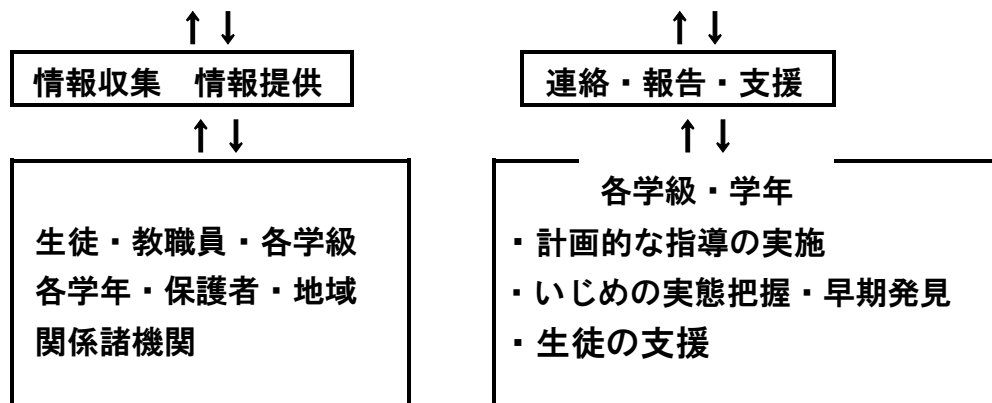 ↑↓
↑↓
情報収集　情報提供
連絡・報告・支援
↑↓
↑↓
生徒・教職員・各学級
各学年・保護者・地域
関係諸機関
各学級・学年
・計画的な指導の実施
・いじめの実態把握・早期発見
・生徒の支援